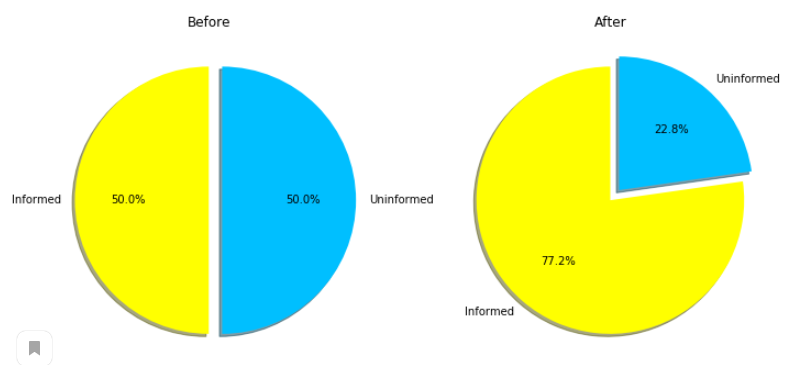 Before
Informed
50.0%
50.0%
Uninformed
After
Uninformed
22.8%
77.2%
Informed